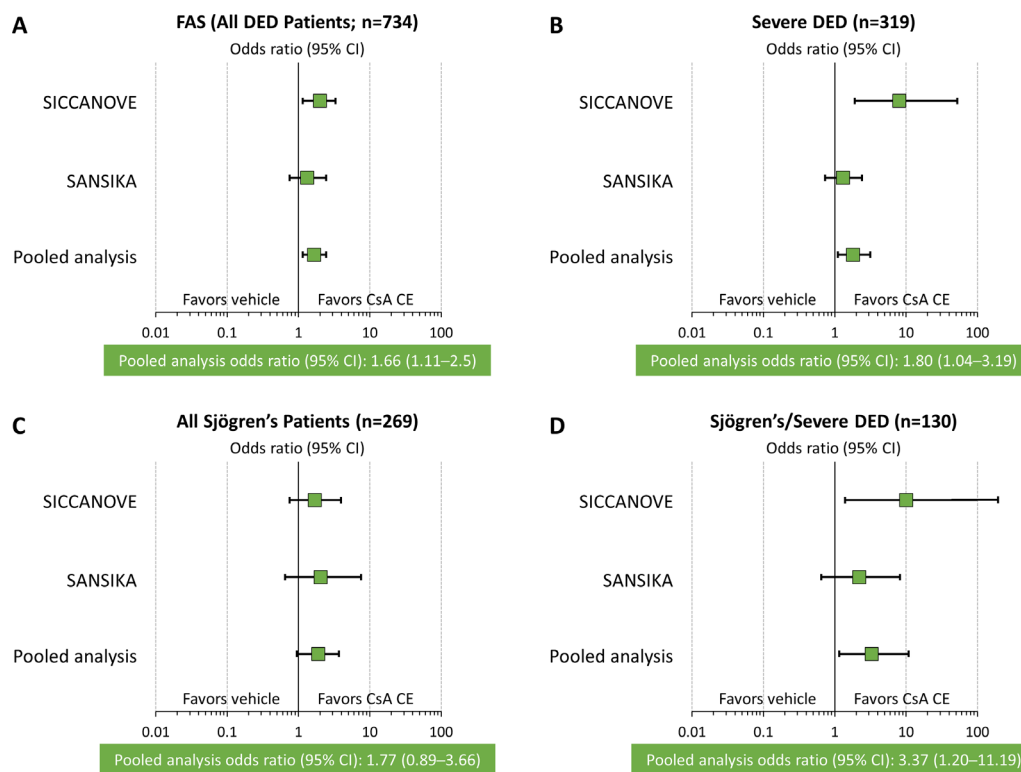 A
FAS (All DED Patients; n=734)
Odds ratio (95% CI)
SICCANOVE
SANSIKA
Pooled analysis
Favors vehicle Favors CsA CE
0.01 0.1 1 10 100
Pooled analysis odds ratio (95% CI): 1.66 (1.11–2.5)
B
Severe DED (n=319)
Odds ratio (95% CI)
SICCANOVE
SANSIKA
Pooled analysis
Favors vehicle Favors CsA CE
0.01 0.1 1 10 100
Pooled analysis odds ratio (95% CI): 1.80 (1.04–3.19)
C
All Sjögren’s Patients (n=269)
Odds ratio (95% CI)
SICCANOVE
SANSIKA
Pooled analysis
Favors vehicle Favors CsA CE
0.01 0.1 1 10 100
Pooled analysis odds ratio (95% CI): 1.77 (0.89–3.66)
D
Sjögren’s/Severe DED (n=130)
Odds ratio (95% CI)
SICCANOVE
SANSIKA
Pooled analysis
Favors vehicle Favors CsA CE
0.01 0.1 1 10 100
Pooled analysis odds ratio (95% CI): 3.37 (1.20–11.19)